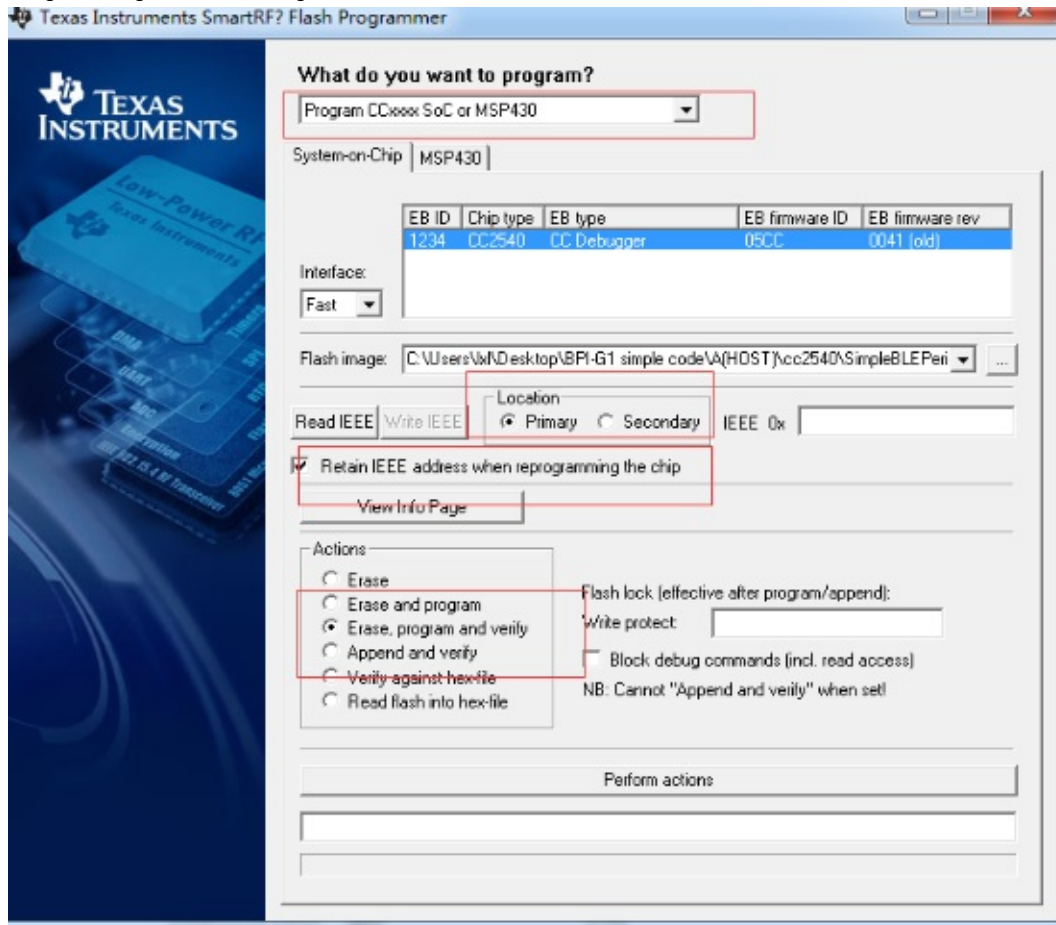 Texas Instruments SmartRF? Flash Programmer
TEXAS
INSTRUMENTS
Low-Power RF
Texas Instruments
What do you want to program?
Program CCxxxx SoC or MSP430
System-on-Chip MSP430
EB ID Chip type EB type EB firmware ID EB firmware rev
1234 CC2540 CC Debugger 05CC 0041 (old)
Interface:
Fast
Flash image: C:\Users\lxl\Desktop\BPI-G1 simple code\A(HOST)\cc2540\SimpleBLEPeri ...
Location
Read IEEE Write IEEE Primary Secondary IEEE 0x
Retain IEEE address when reprogramming the chip
View Info Page
Actions
Erase
Erase and program
Erase, program and verify
Append and verify
Verify against hex-file
Read flash into hex-file
Flash lock (effective after program/append):
Write protect:
Block debug commands (incl. read access)
NB: Cannot "Append and verify" when set!
Perform actions